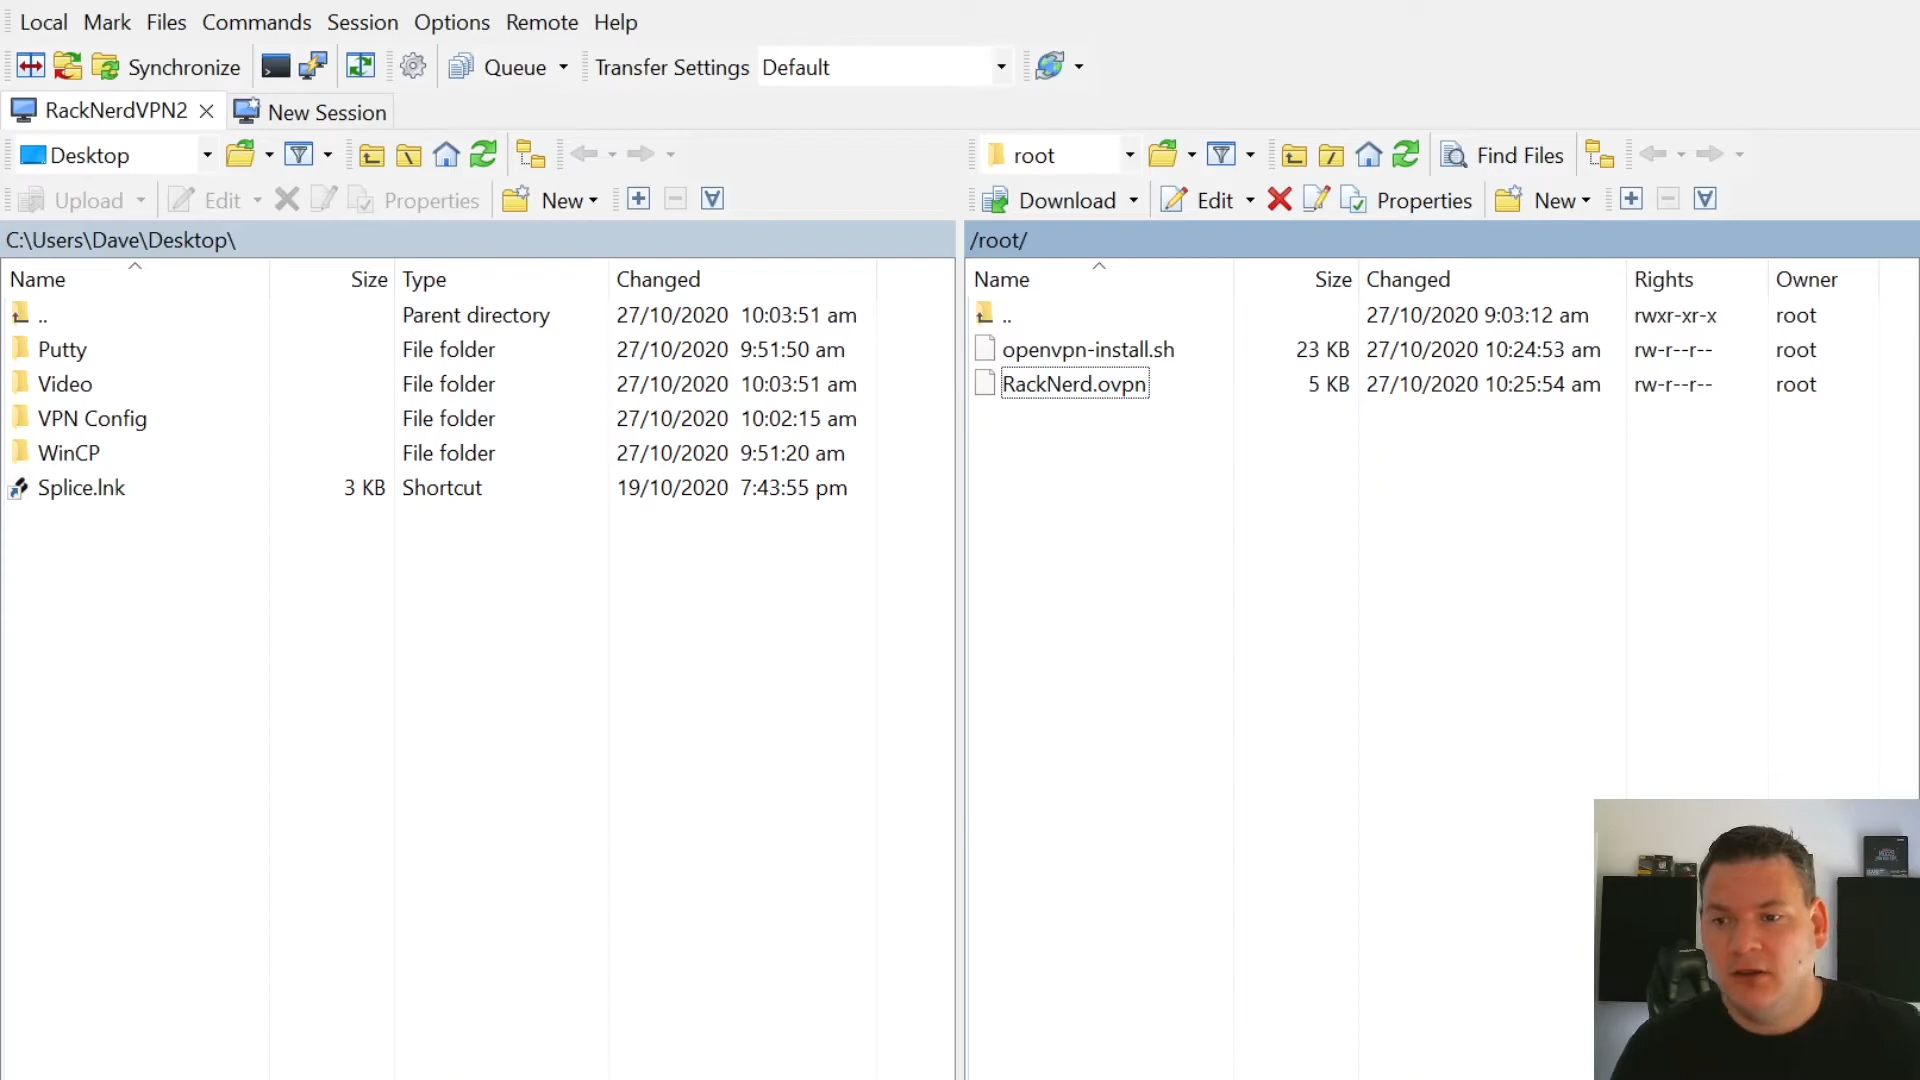 Local Mark Files Commands Session Options Remote Help
Synchronize Queue Transfer Settings Default
RackNerdVPN2 New Session
Desktop root Find Files
Upload Edit Properties New Download Edit Properties New
C:\Users\Dave\Desktop\ /root/
Name Size Type Changed Name Size Changed Rights Owner
.. Parent directory 27/10/2020 10:03:51 am .. 27/10/2020 9:03:12 am rwxr-xr-x root
Putty File folder 27/10/2020 9:51:50 am openvpn-install.sh 23 KB 27/10/2020 10:24:53 am rw-r--r-- root
Video File folder 27/10/2020 10:03:51 am RackNerd.ovpn 5 KB 27/10/2020 10:25:54 am rw-r--r-- root
VPN Config File folder 27/10/2020 10:02:15 am
WinCP File folder 27/10/2020 9:51:20 am
Splice.lnk 3 KB Shortcut 19/10/2020 7:43:55 pm